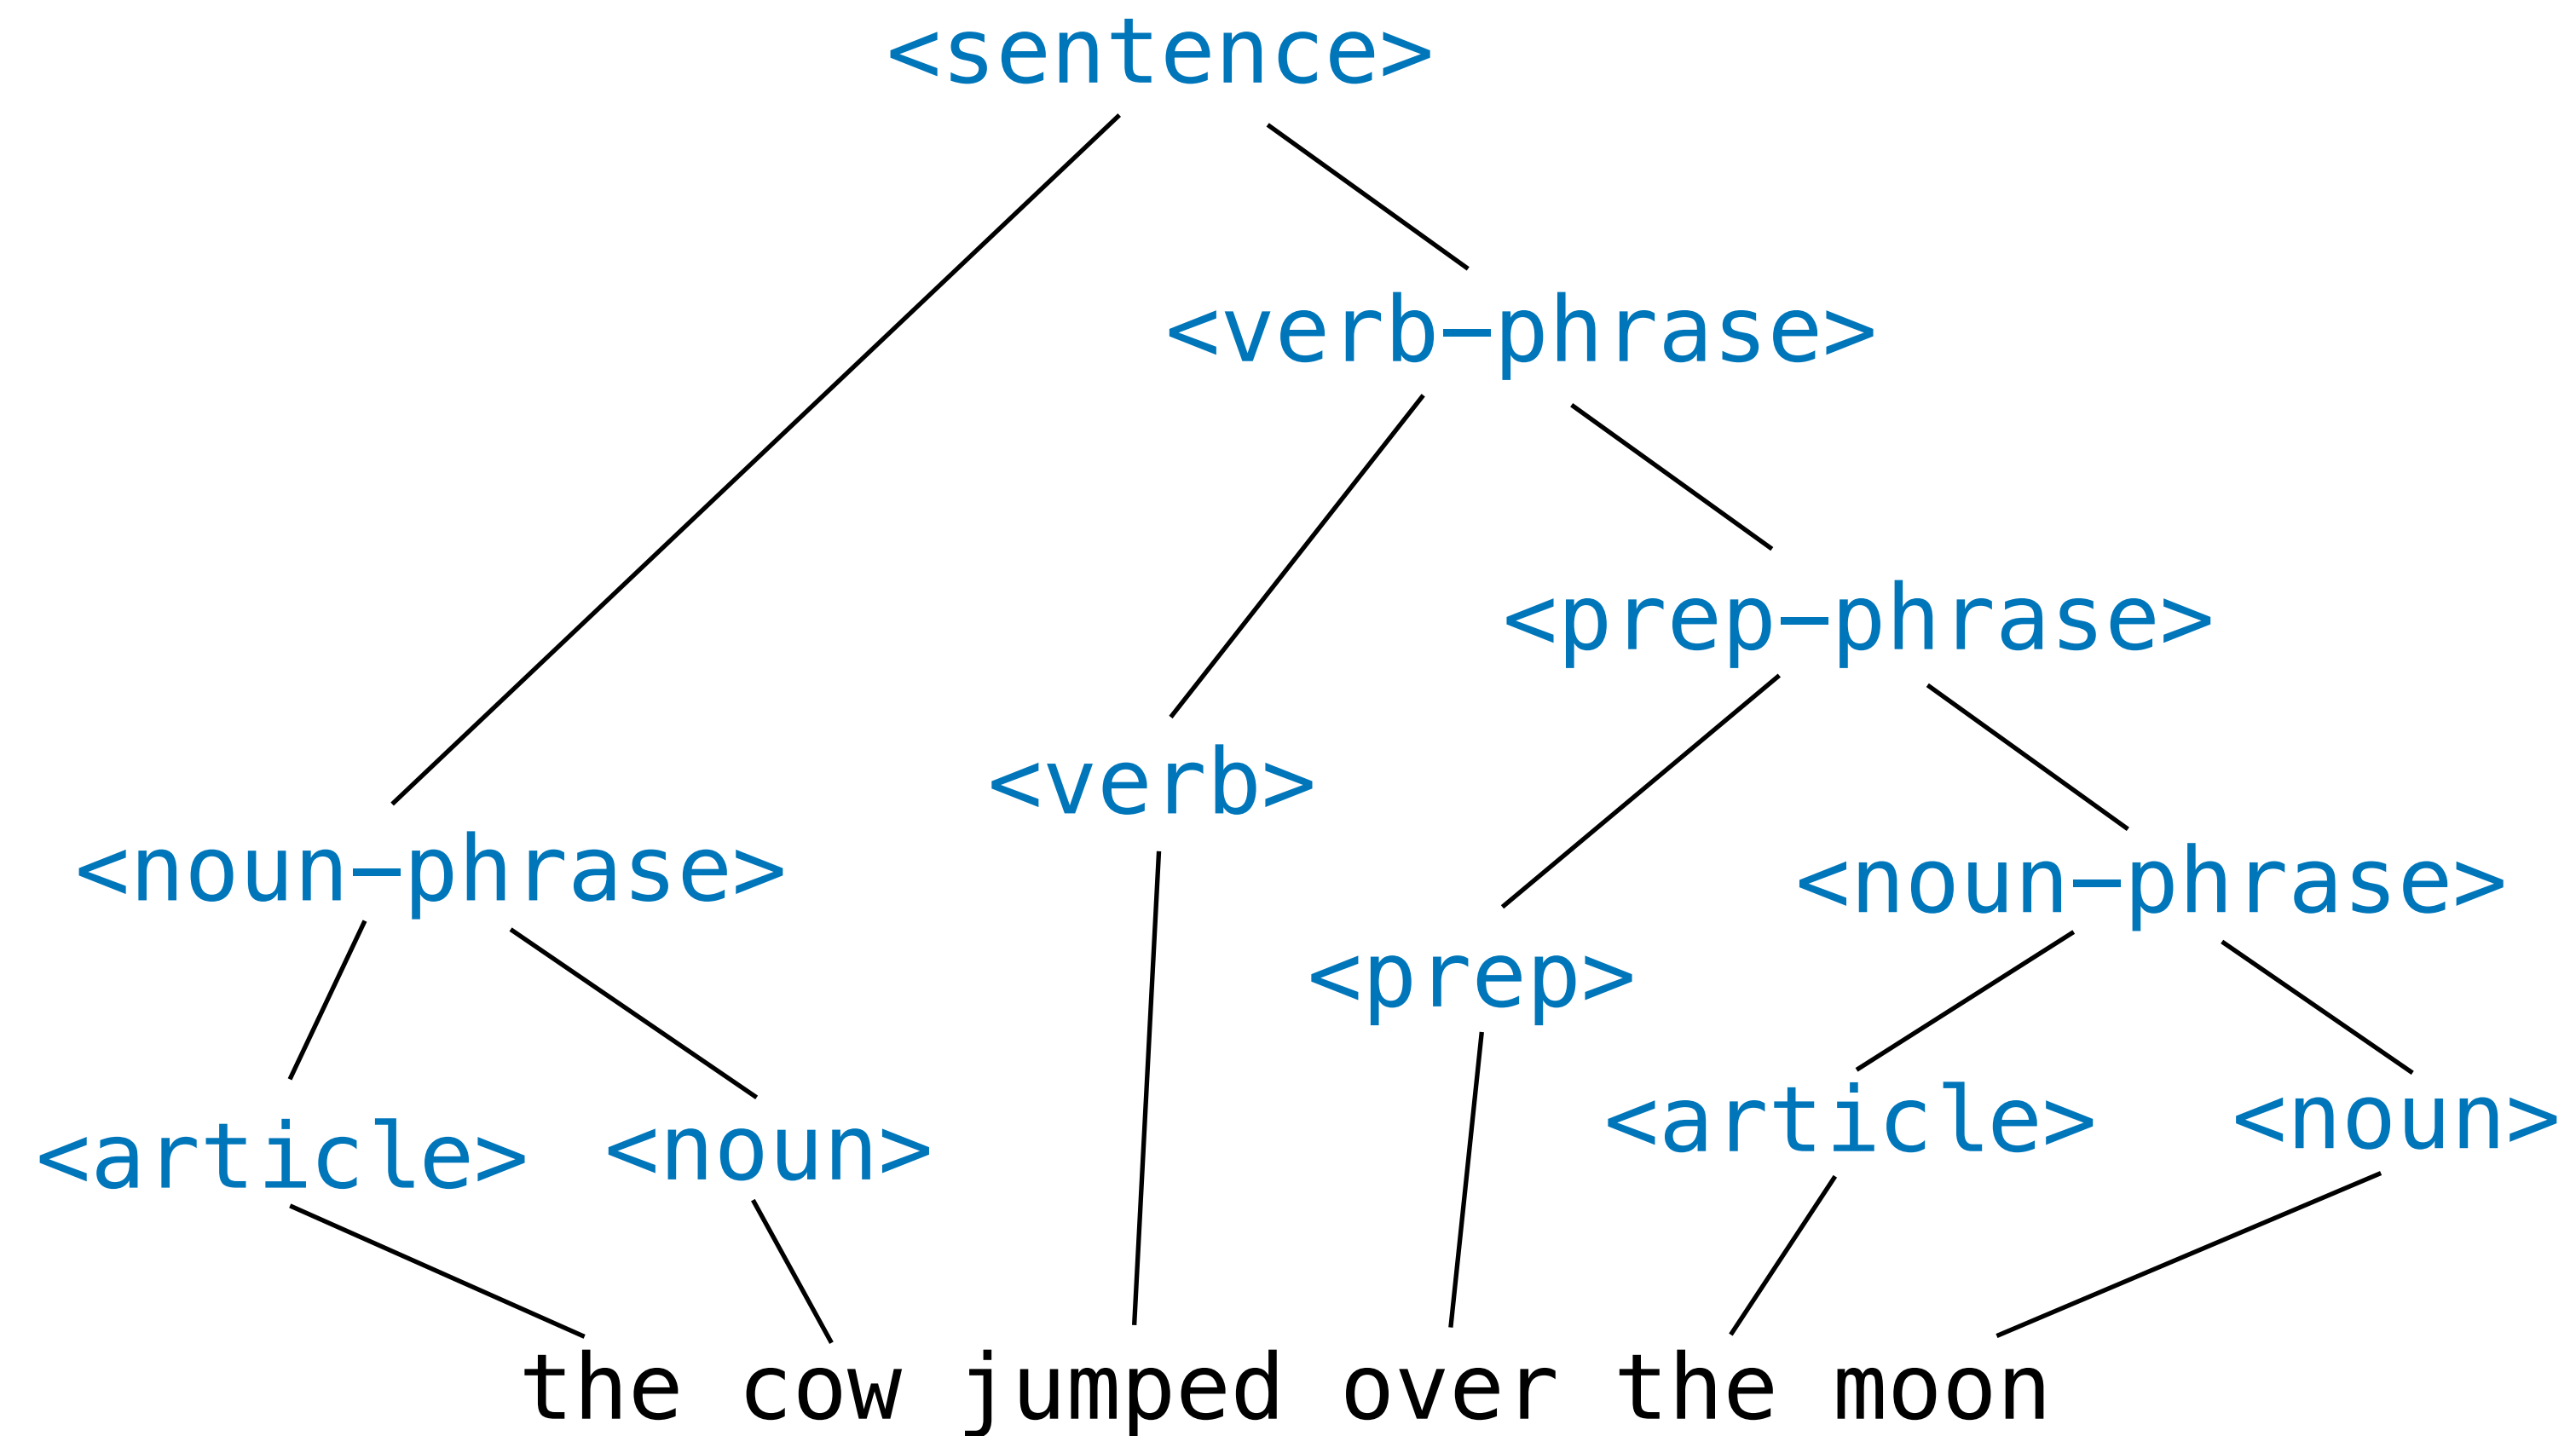 <sentence>
<verb-phrase>
<prep-phrase>
<verb>
<noun-phrase> <noun-phrase>
<prep>
<article> <noun> <article> <noun>
the cow jumped over the moon